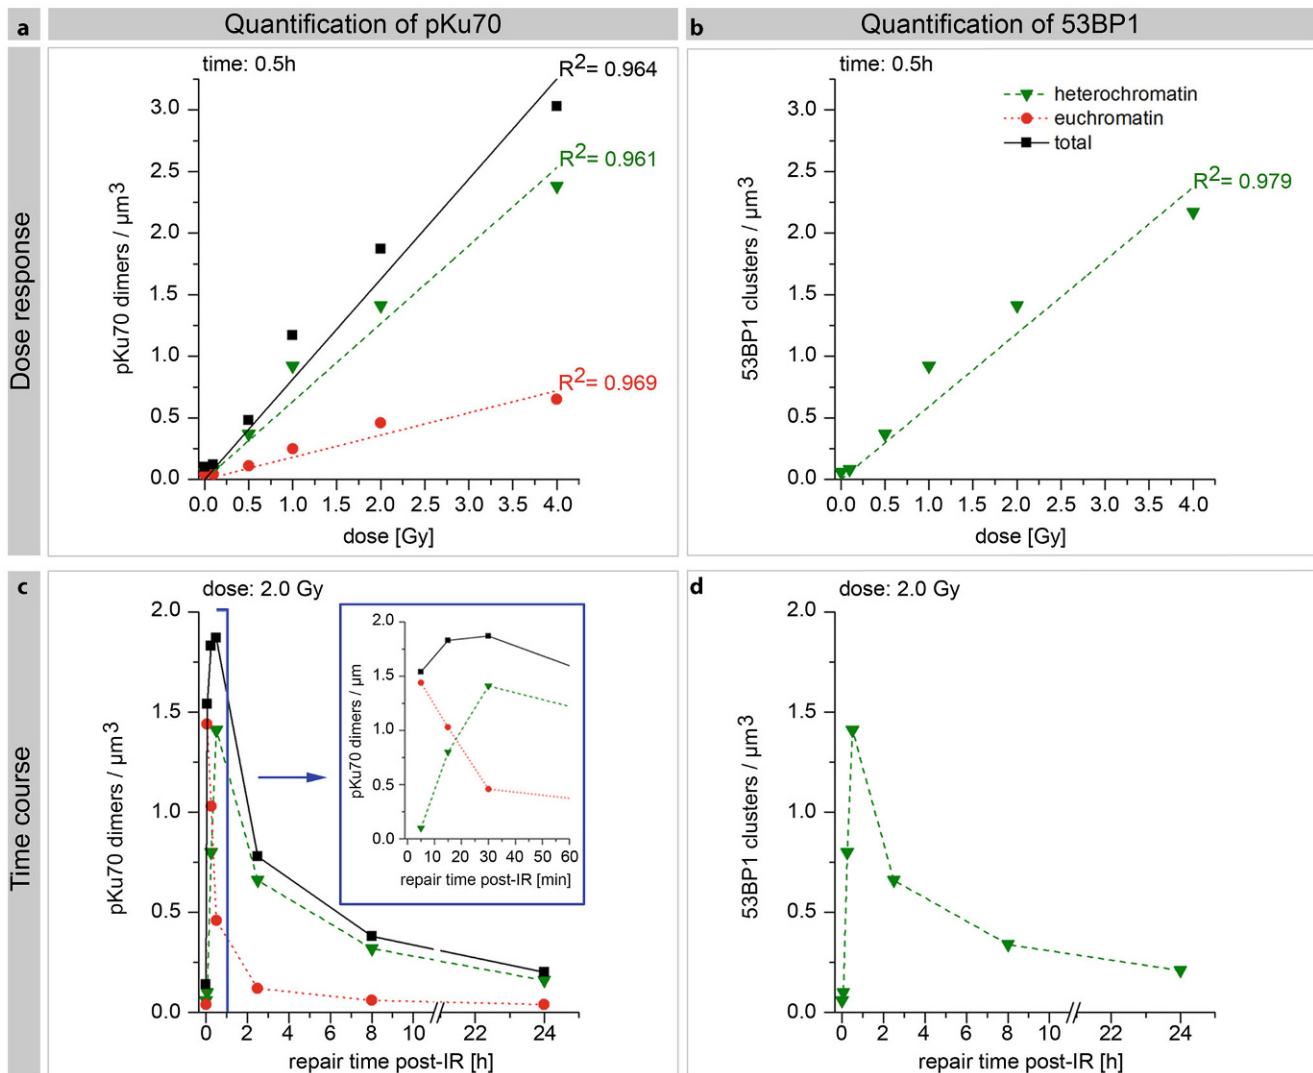 a
Quantification of pKu70
b
Quantification of 53BP1
Dose response
time: 0.5h
R2= 0.964
R2= 0.961
R2= 0.969
3.0
2.5
2.0
1.5
1.0
0.5
0.0
pKu70 dimers / µm3
0.0 0.5 1.0 1.5 2.0 2.5 3.0 3.5 4.0
dose [Gy]
time: 0.5h
heterochromatin
euchromatin
total
R2= 0.979
3.0
2.5
2.0
1.5
1.0
0.5
0.0
53BP1 clusters / µm3
0.0 0.5 1.0 1.5 2.0 2.5 3.0 3.5 4.0
dose [Gy]
Time course
c
dose: 2.0 Gy
2.0
1.5
1.0
0.5
0.0
pKu70 dimers / µm3
0 2 4 6 8 10 22 24
repair time post-IR [h]
2.0
1.5
1.0
0.5
0.0
pKu70 dimers / µm
0 10 20 30 40 50 60
repair time post-IR [min]
d
dose: 2.0 Gy
2.0
1.5
1.0
0.5
0.0
53BP1 clusters / µm3
0 2 4 6 8 10 22 24
repair time post-IR [h]